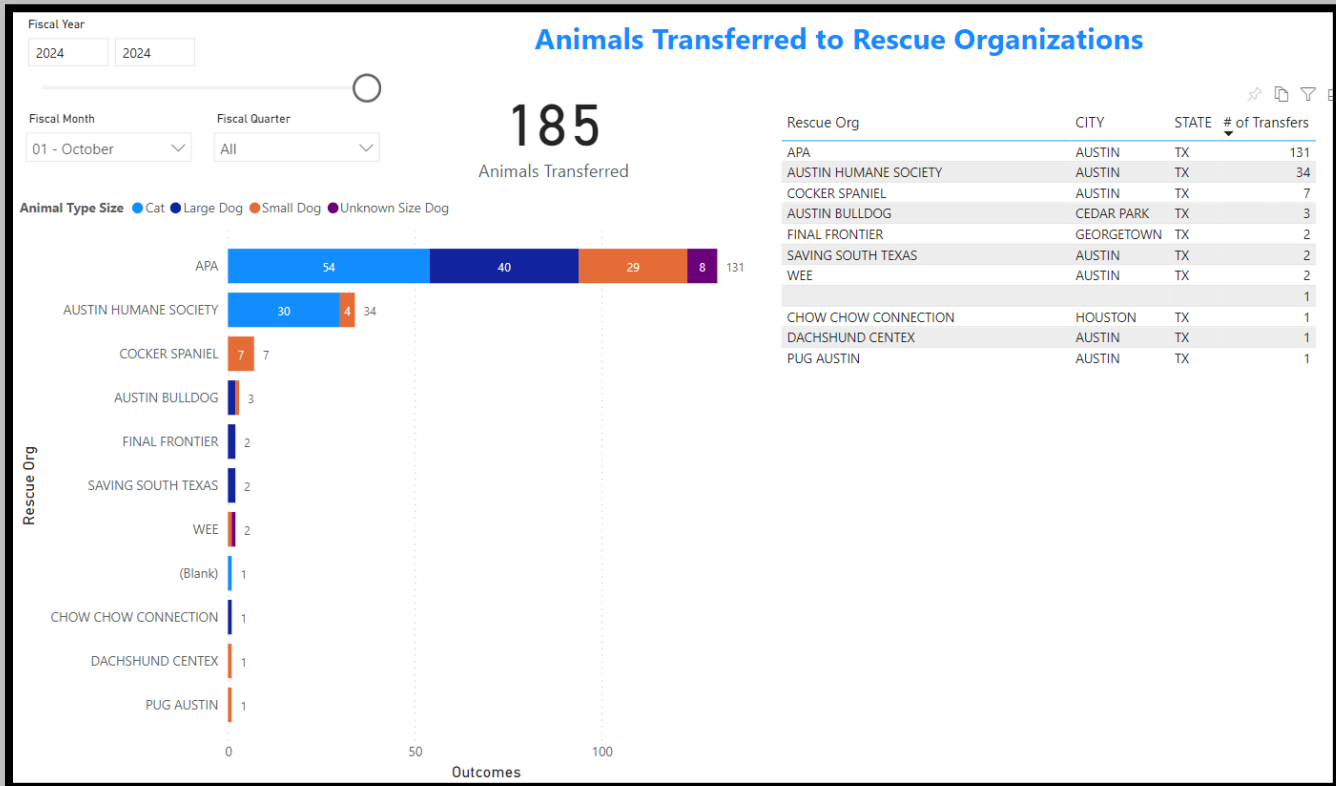 Fiscal Year
2024 2024
Animals Transferred to Rescue Organizations
Fiscal Month Fiscal Quarter
01 - October All
185
Animals Transferred
Animal Type Size Cat Large Dog Small Dog Unknown Size Dog
Rescue Org
APA 54 40 29 8 131
AUSTIN HUMANE SOCIETY 30 4 34
COCKER SPANIEL 7 7
AUSTIN BULLDOG 3
FINAL FRONTIER 2
SAVING SOUTH TEXAS 2
WEE 2
(Blank) 1
CHOW CHOW CONNECTION 1
DACHSHUND CENTEX 1
PUG AUSTIN 1
0 50 100
Outcomes
Rescue Org CITY STATE # of Transfers
APA AUSTIN TX 131
AUSTIN HUMANE SOCIETY AUSTIN TX 34
COCKER SPANIEL AUSTIN TX 7
AUSTIN BULLDOG CEDAR PARK TX 3
FINAL FRONTIER GEORGETOWN TX 2
SAVING SOUTH TEXAS AUSTIN TX 2
WEE AUSTIN TX 2
1
CHOW CHOW CONNECTION HOUSTON TX 1
DACHSHUND CENTEX AUSTIN TX 1
PUG AUSTIN AUSTIN TX 1